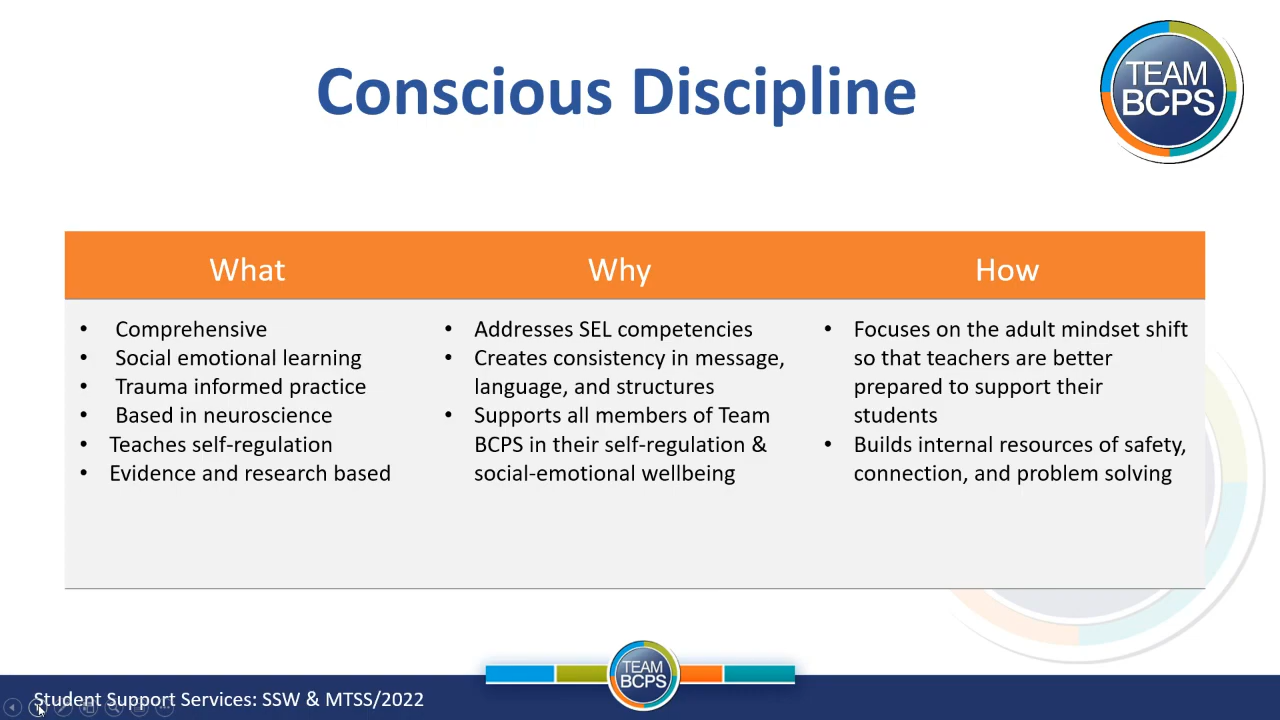 Conscious Discipline
TEAM
BCPS
What
• Comprehensive
• Social emotional learning
• Trauma informed practice
• Based in neuroscience
• Teaches self-regulation
• Evidence and research based
Why
• Addresses SEL competencies
• Creates consistency in message,
language, and structures
• Supports all members of Team
BCPS in their self-regulation &
social-emotional wellbeing
How
• Focuses on the adult mindset shift
so that teachers are better
prepared to support their
students
• Builds internal resources of safety,
connection, and problem solving
TEAM
BCPS
Student Support Services: SSW & MTSS/2022